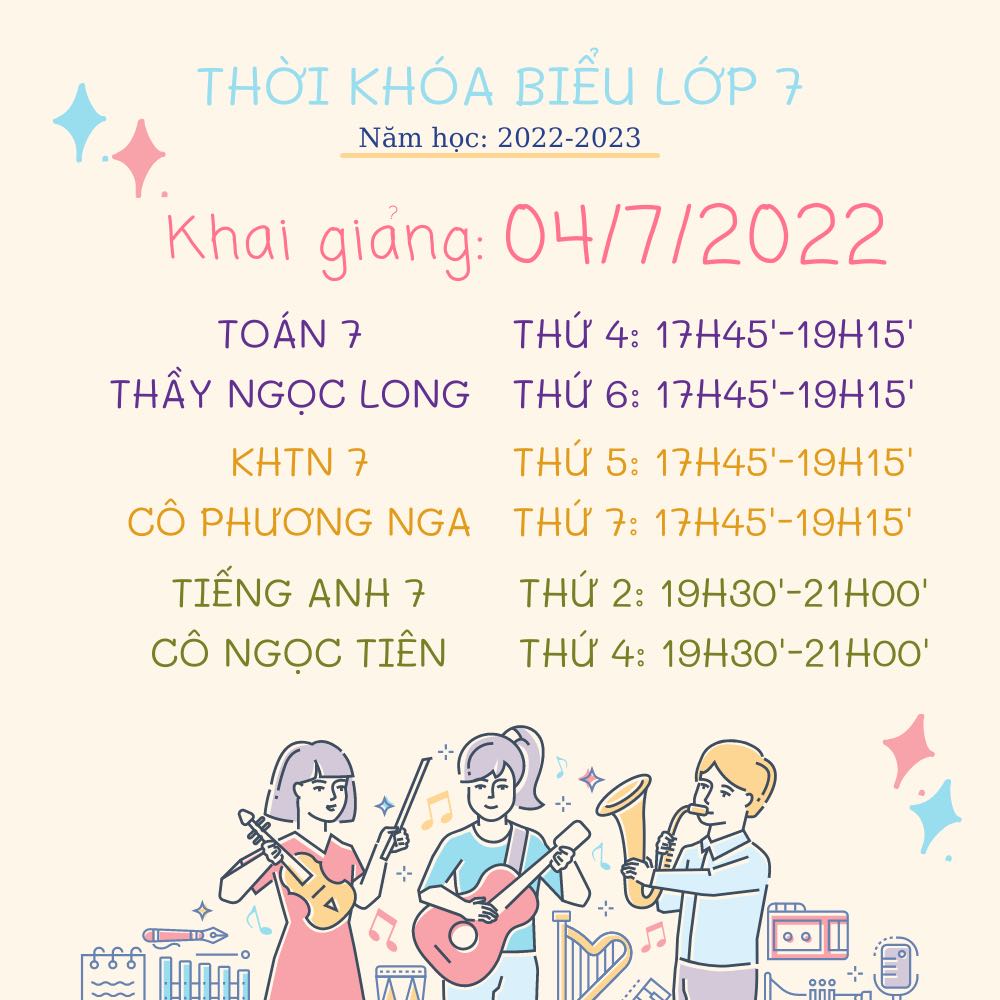 THỜI KHÓA BIỂU LỚP 7
Năm học: 2022-2023
Khai giảng: 04/7/2022
TOÁN 7 THỨ 4: 17H45'-19H15'
THẦY NGỌC LONG THỨ 6: 17H45'-19H15'
KHTN 7 THỨ 5: 17H45'-19H15'
CÔ PHƯƠNG NGA THỨ 7: 17H45'-19H15'
TIẾNG ANH 7 THỨ 2: 19H30'-21H00'
CÔ NGỌC TIÊN THỨ 4: 19H30'-21H00'